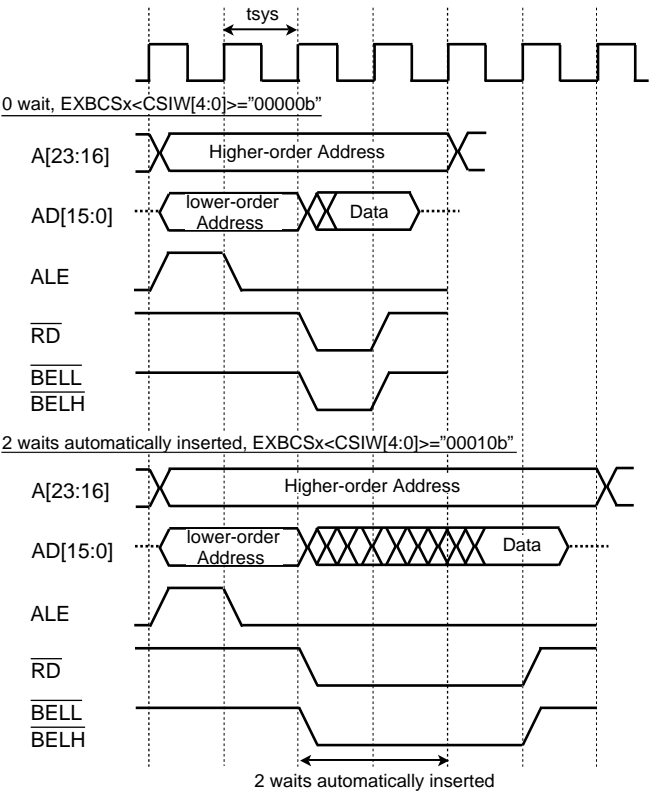 tsys
0 wait, EXBCSx<CSIW[4:0]>="00000b”
A[23:16]
Higher-order Address
AD[15:0]
lower-order
Address
Data
ALE
RD
BELL
BELH
2 waits automatically inserted, EXBCSx<CSIW[4:0]>="00010b”
A[23:16]
Higher-order Address
AD[15:0]
lower-order
Address
Data
ALE
RD
BELL
BELH
2 waits automatically inserted